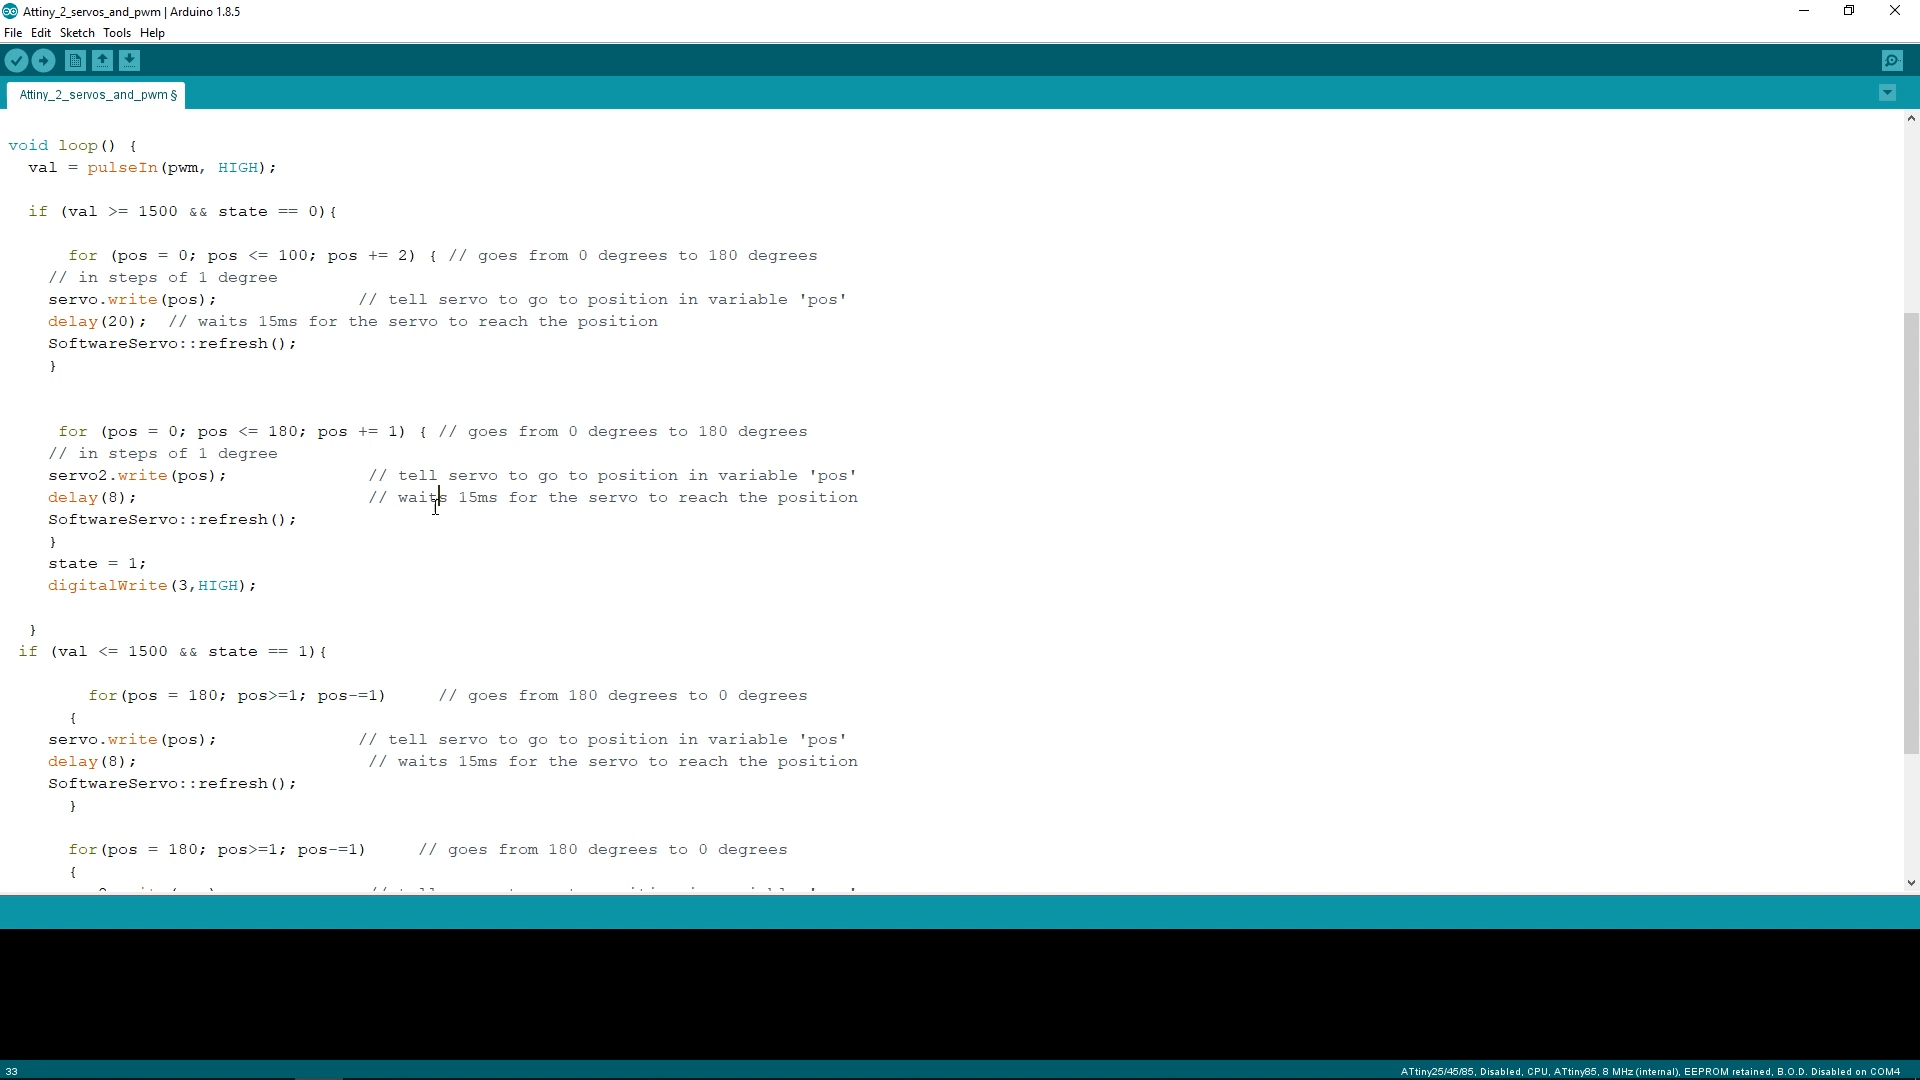 Attiny_2_servos_and_pwm | Arduino 1.8.5
File Edit Sketch Tools Help
Attiny_2_servos_and_pwm §
void loop() {
val = pulseIn(pwm, HIGH);
if (val >= 1500 && state == 0){
for (pos = 0; pos <= 100; pos += 2) { // goes from 0 degrees to 180 degrees
// in steps of 1 degree
servo.write(pos); // tell servo to go to position in variable 'pos'
delay(20); // waits 15ms for the servo to reach the position
SoftwareServo::refresh();
}
for (pos = 0; pos <= 180; pos += 1) { // goes from 0 degrees to 180 degrees
// in steps of 1 degree
servo2.write(pos); // tell servo to go to position in variable 'pos'
delay(8); // waits 15ms for the servo to reach the position
SoftwareServo::refresh();
}
state = 1;
digitalWrite(3,HIGH);
}
if (val <= 1500 && state == 1){
for(pos = 180; pos>=1; pos-=1) // goes from 180 degrees to 0 degrees
{
servo.write(pos); // tell servo to go to position in variable 'pos'
delay(8); // waits 15ms for the servo to reach the position
SoftwareServo::refresh();
}
for(pos = 180; pos>=1; pos-=1) // goes from 180 degrees to 0 degrees
{
33
ATtiny25/45/85, Disabled, CPU, ATtiny85, 8 MHz (internal), EEPROM retained, B.O.D. Disabled on COM4